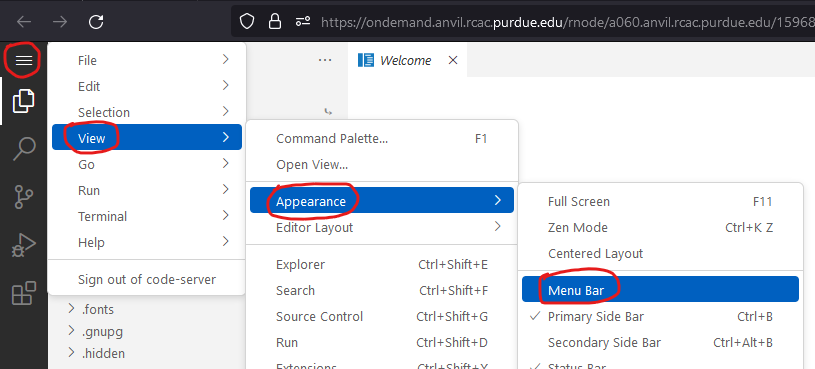 https://ondemand.anvil.rcac.purdue.edu/rnode/a060.anvil.rcac.purdue.edu/15968
File
Edit
Selection
View
Go
Run
Terminal
Help
Sign out of code-server
.fonts
.gnupg
.hidden
Welcome
Command Palette... F1
Open View...
Appearance
Editor Layout
Explorer Ctrl+Shift+E
Search Ctrl+Shift+F
Source Control Ctrl+Shift+G
Run Ctrl+Shift+D
Extensions Ctrl+Shift+X
Full Screen F11
Zen Mode Ctrl+K Z
Centered Layout
Menu Bar
Primary Side Bar Ctrl+B
Secondary Side Bar Ctrl+Alt+B
Status Bar